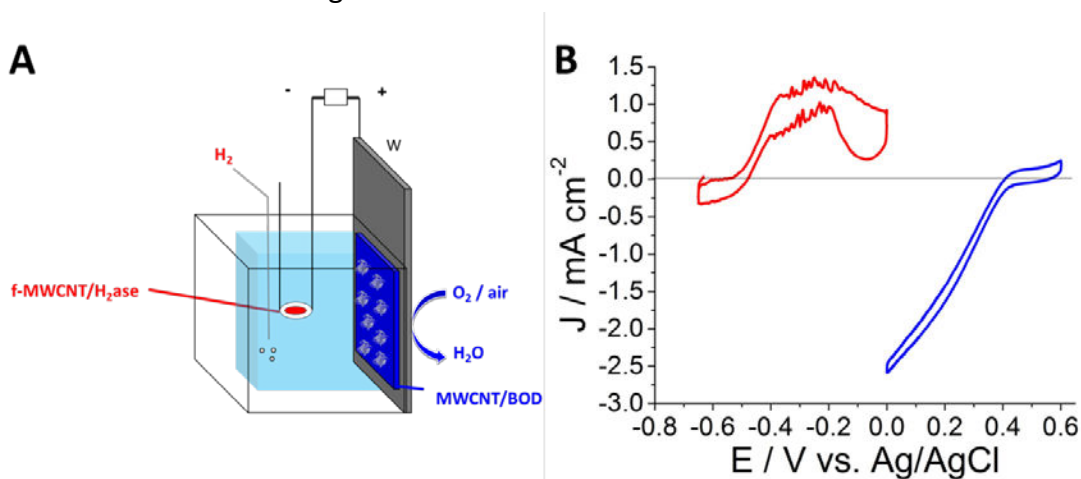 A
-
+
W
H2
f-MWCNT/H2ase
O2 / air
H2O
MWCNT/BOD
B
J / mA cm-2
1.5
1.0
0.5
0.0
-0.5
-1.0
-1.5
-2.0
-2.5
-3.0
-0.8 -0.6 -0.4 -0.2 0.0 0.2 0.4 0.6
E / V vs. Ag/AgCl